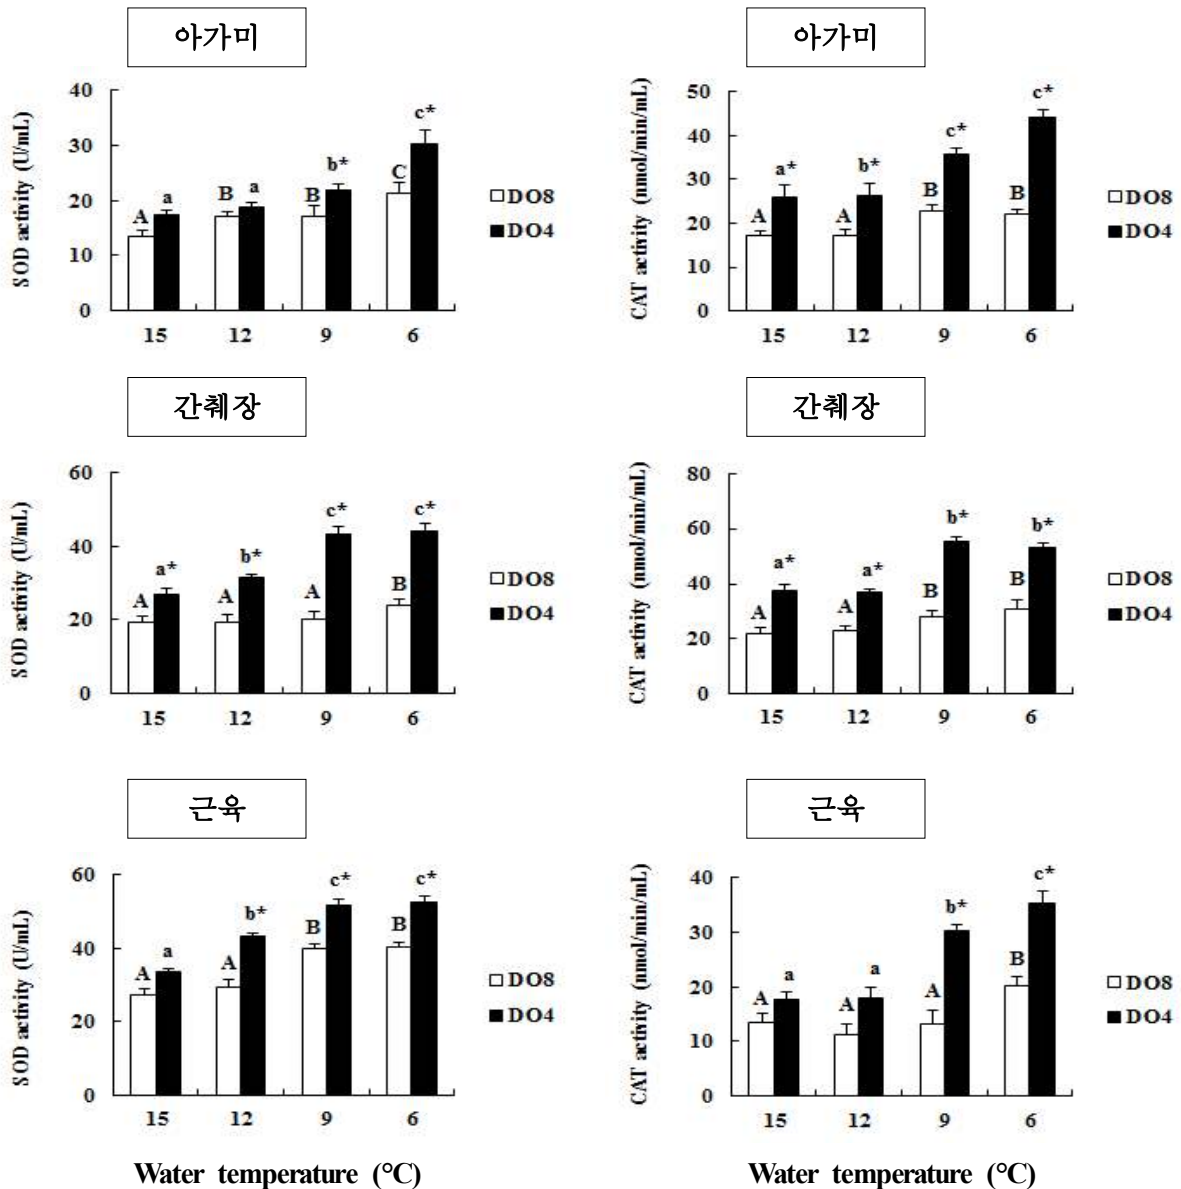 아가미
SOD activity (U/mL)
40
30
20
10
0
A a B a B b* C c*
15 12 9 6
DO8
DO4
아가미
CAT activity (nmol/min/mL)
50
40
30
20
10
0
A a* A b* B c* B c*
15 12 9 6
DO8
DO4
간췌장
SOD activity (U/mL)
60
40
20
0
A a* A b* A c* B c*
15 12 9 6
DO8
DO4
간췌장
CAT activity (nmol/min/mL)
80
60
40
20
0
A a* A a* B b* B b*
15 12 9 6
DO8
DO4
근육
SOD activity (U/mL)
60
40
20
0
A a A b* B c* B c*
15 12 9 6
DO8
DO4
Water temperature (°C)
근육
CAT activity (nmol/min/mL)
40
30
20
10
0
A a A a A b* B c*
15 12 9 6
DO8
DO4
Water temperature (°C)